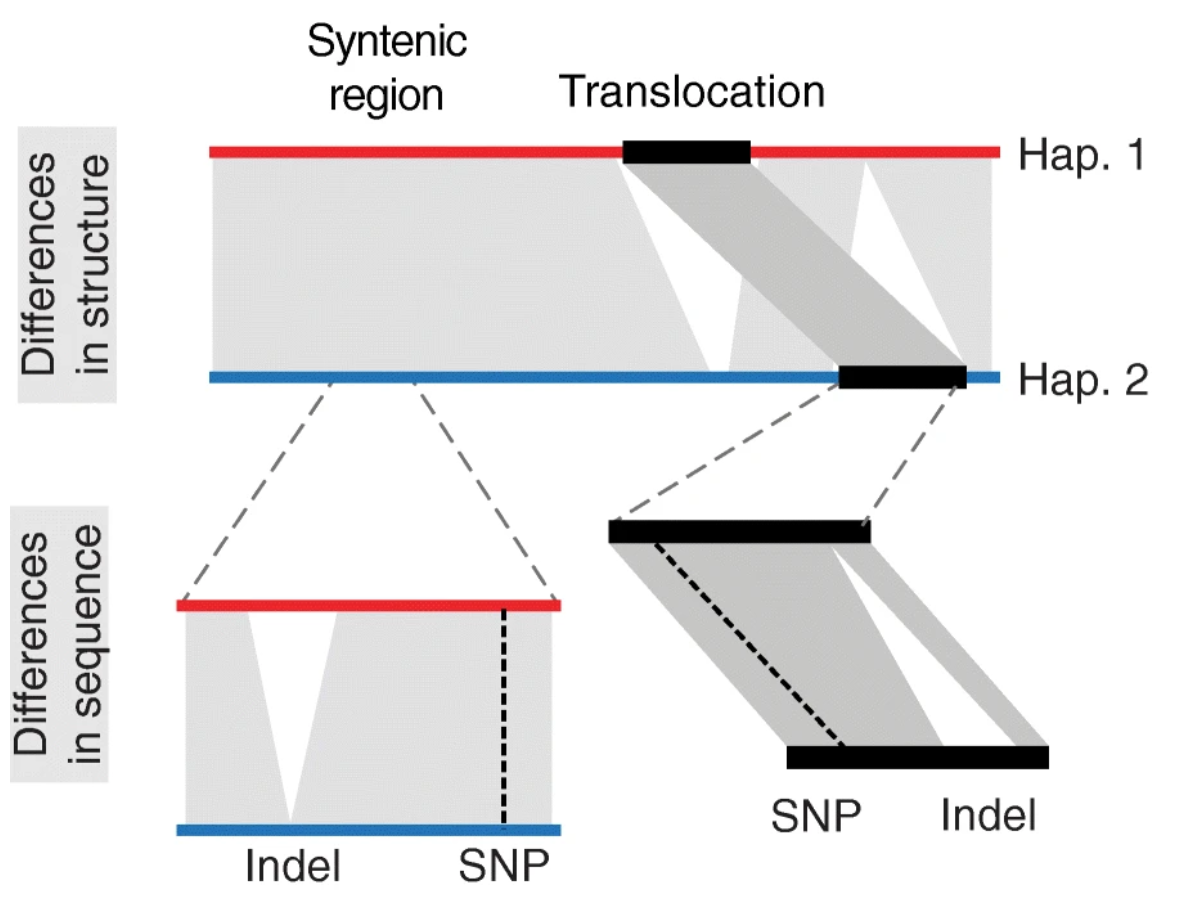 Syntenic
region
Translocation
Differences
in structure
Hap. 1
Hap. 2
Differences
in sequence
Indel
SNP
SNP
Indel